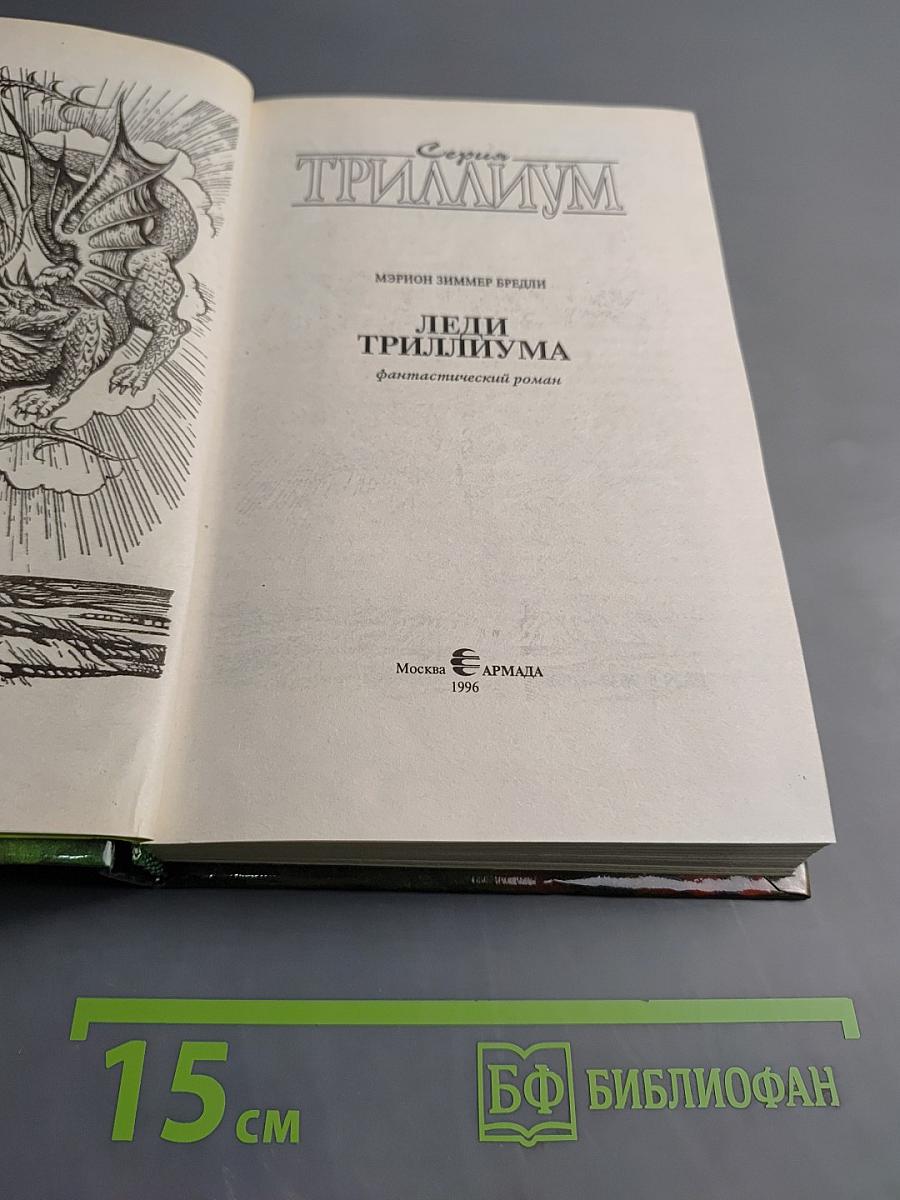 Серия
ТРИЛЛИУМ
МЭРИОН ЗИММЕР БРЕДЛИ
ЛЕДИ
ТРИЛЛИУМА
фантастический роман
Москва АРМАДА
1996
15 см
БФ БИБЛИОФАН